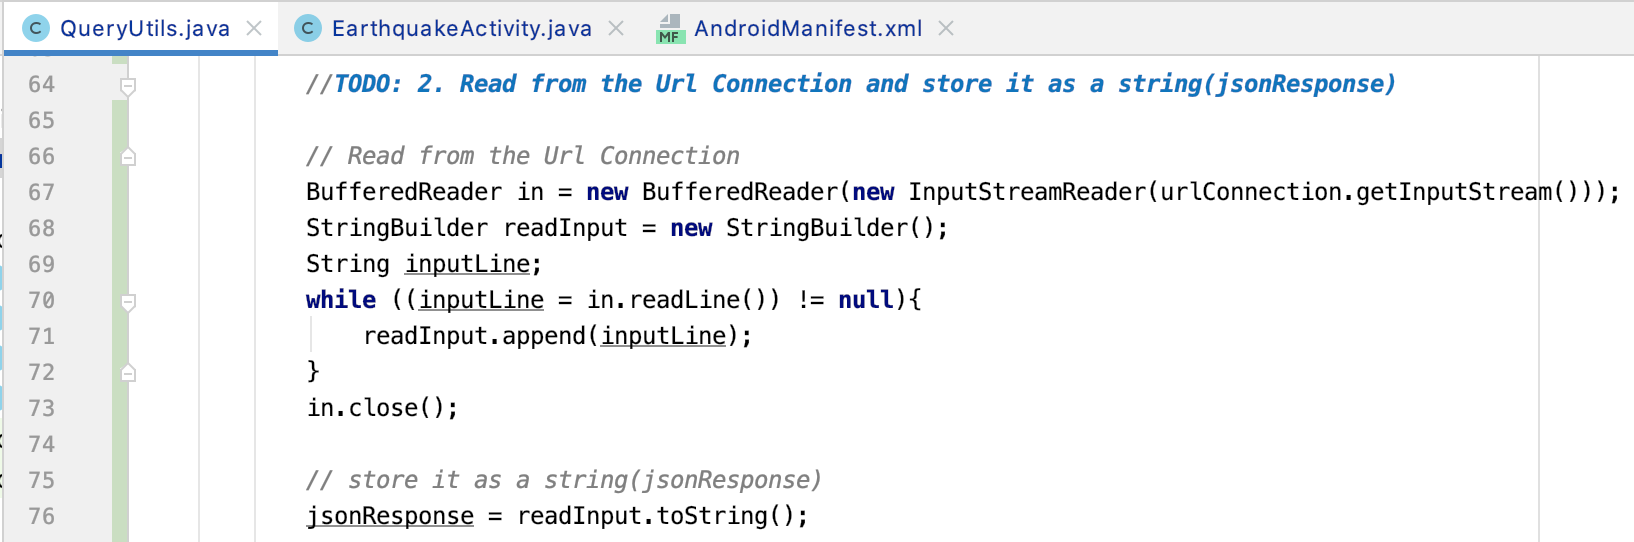 C QueryUtils.java C EarthquakeActivity.java MF AndroidManifest.xml
64 //TODO: 2. Read from the Url Connection and store it as a string(jsonResponse)
65
66 // Read from the Url Connection
67 BufferedReader in = new BufferedReader(new InputStreamReader(urlConnection.getInputStream()));
68 StringBuilder readInput = new StringBuilder();
69 String inputLine;
70 while ((inputLine = in.readLine()) != null){
71 readInput.append(inputLine);
72 }
73 in.close();
74
75 // store it as a string(jsonResponse)
76 jsonResponse = readInput.toString();